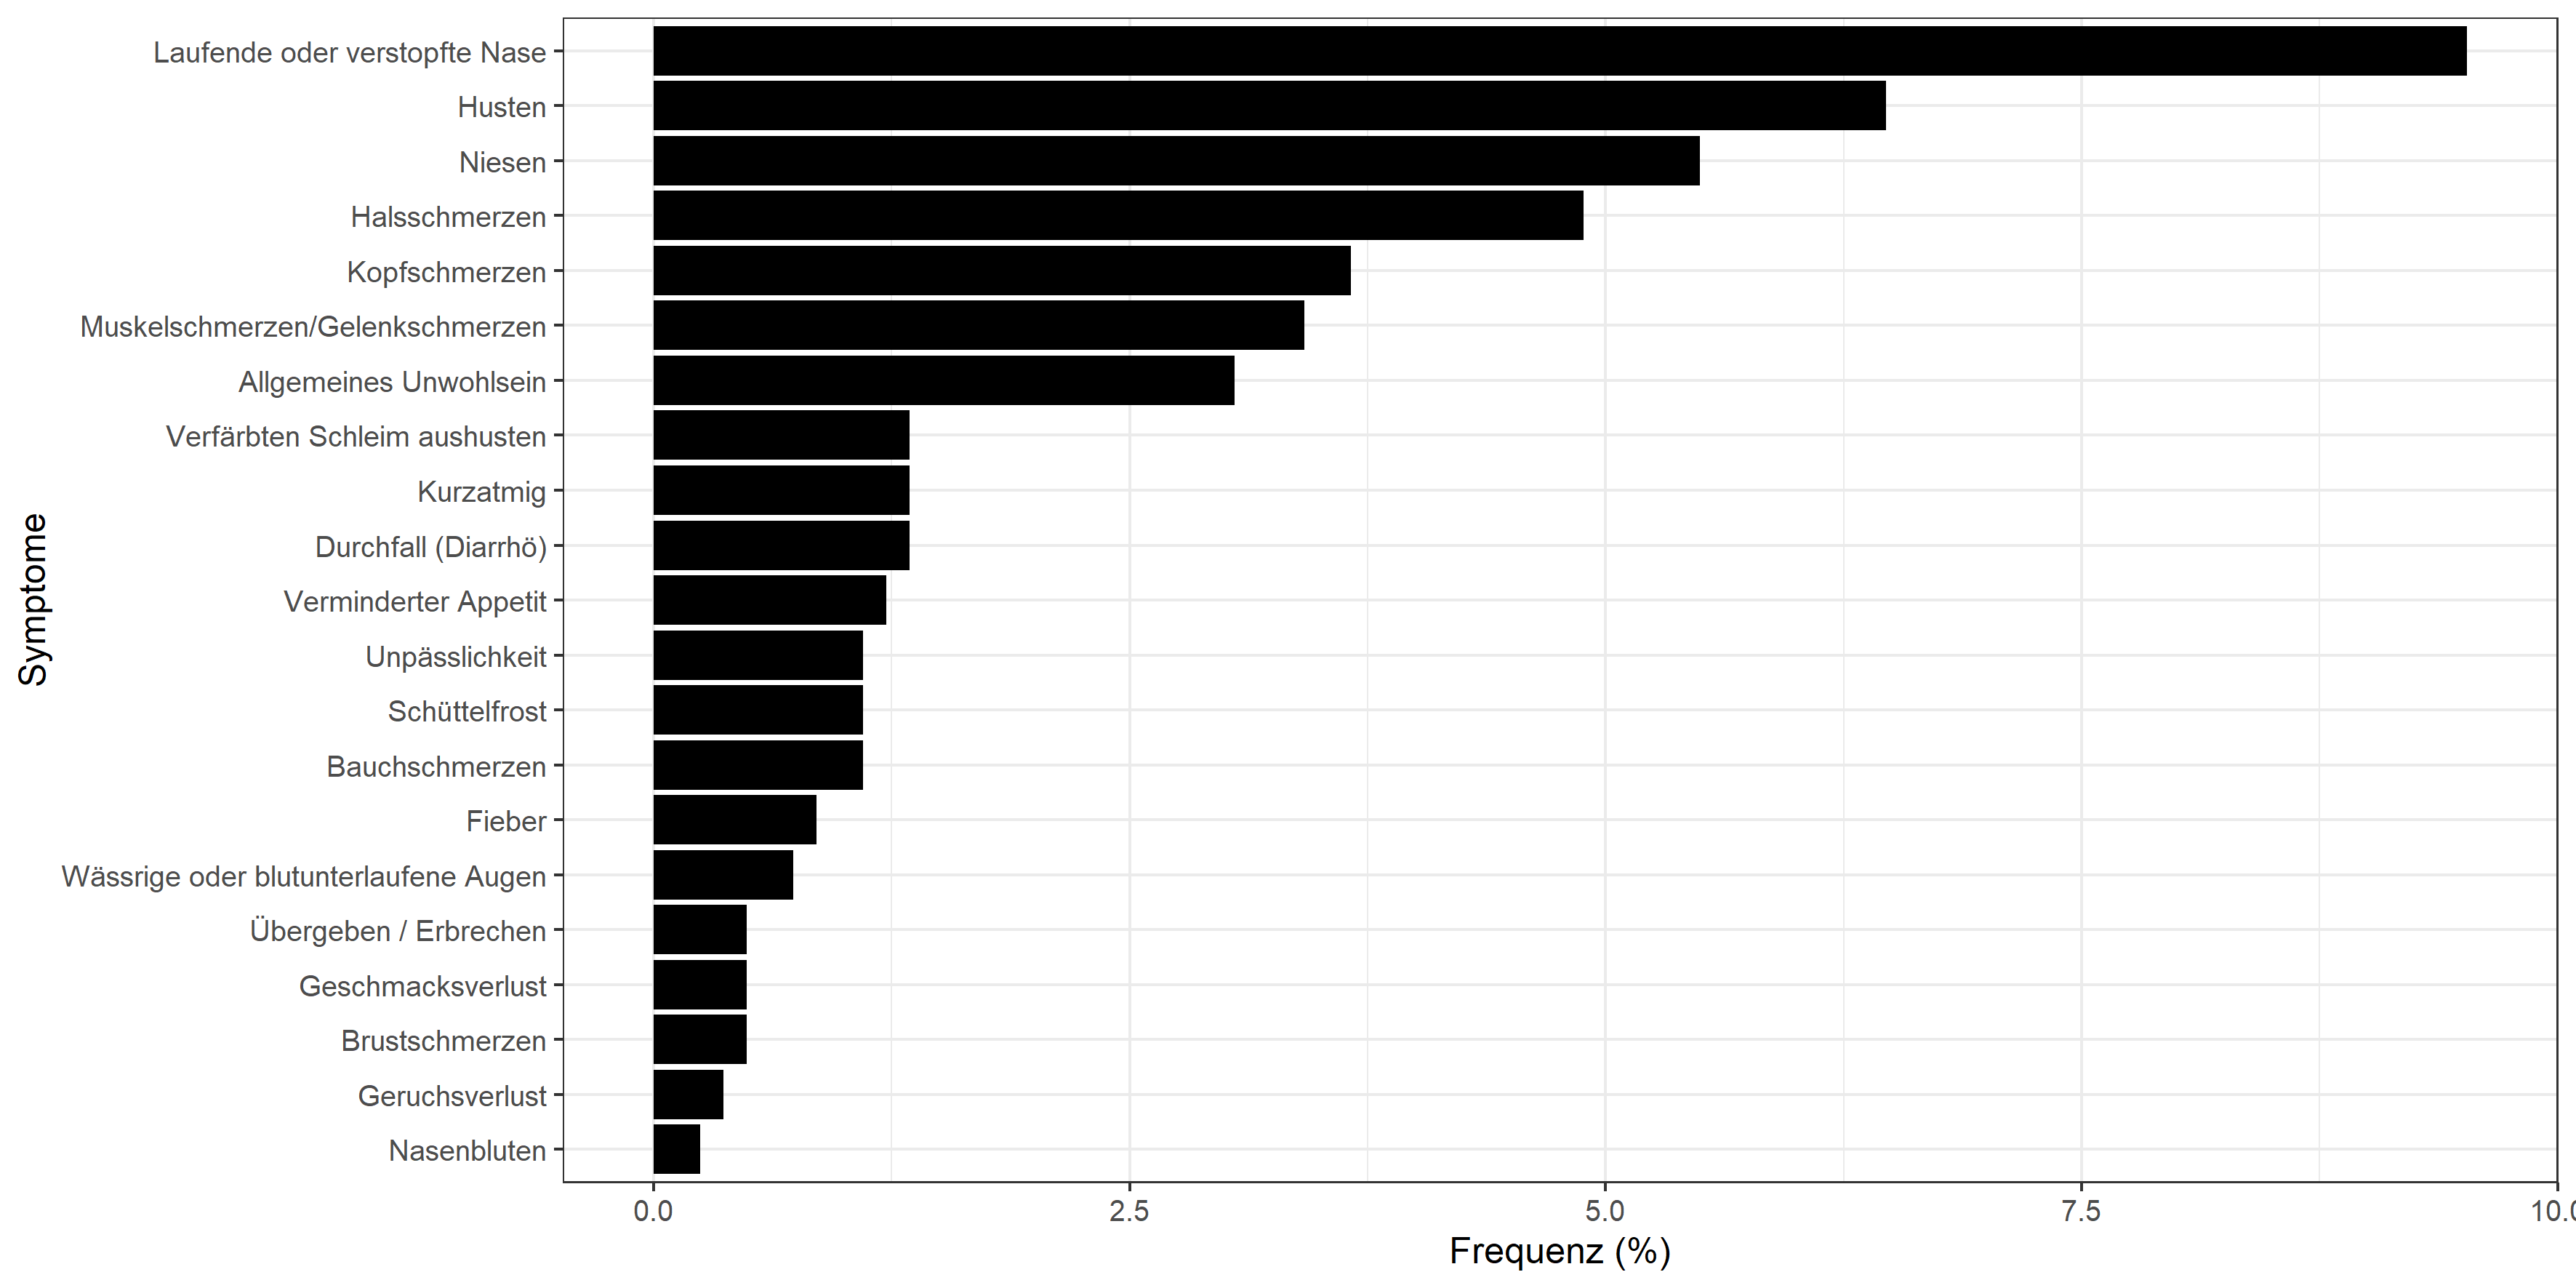 Laufende oder verstopfte Nase
Husten
Niesen
Halsschmerzen
Kopfschmerzen
Muskelschmerzen/Gelenkschmerzen
Allgemeines Unwohlsein
Verfärbten Schleim aushusten
Kurzatmig
Durchfall (Diarrhö)
Verminderter Appetit
Unpässlichkeit
Schüttelfrost
Bauchschmerzen
Fieber
Wässrige oder blutunterlaufene Augen
Übergeben / Erbrechen
Geschmacksverlust
Brustschmerzen
Geruchsverlust
Nasenbluten
Symptome
0.0 2.5 5.0 7.5 10.0
Frequenz (%)